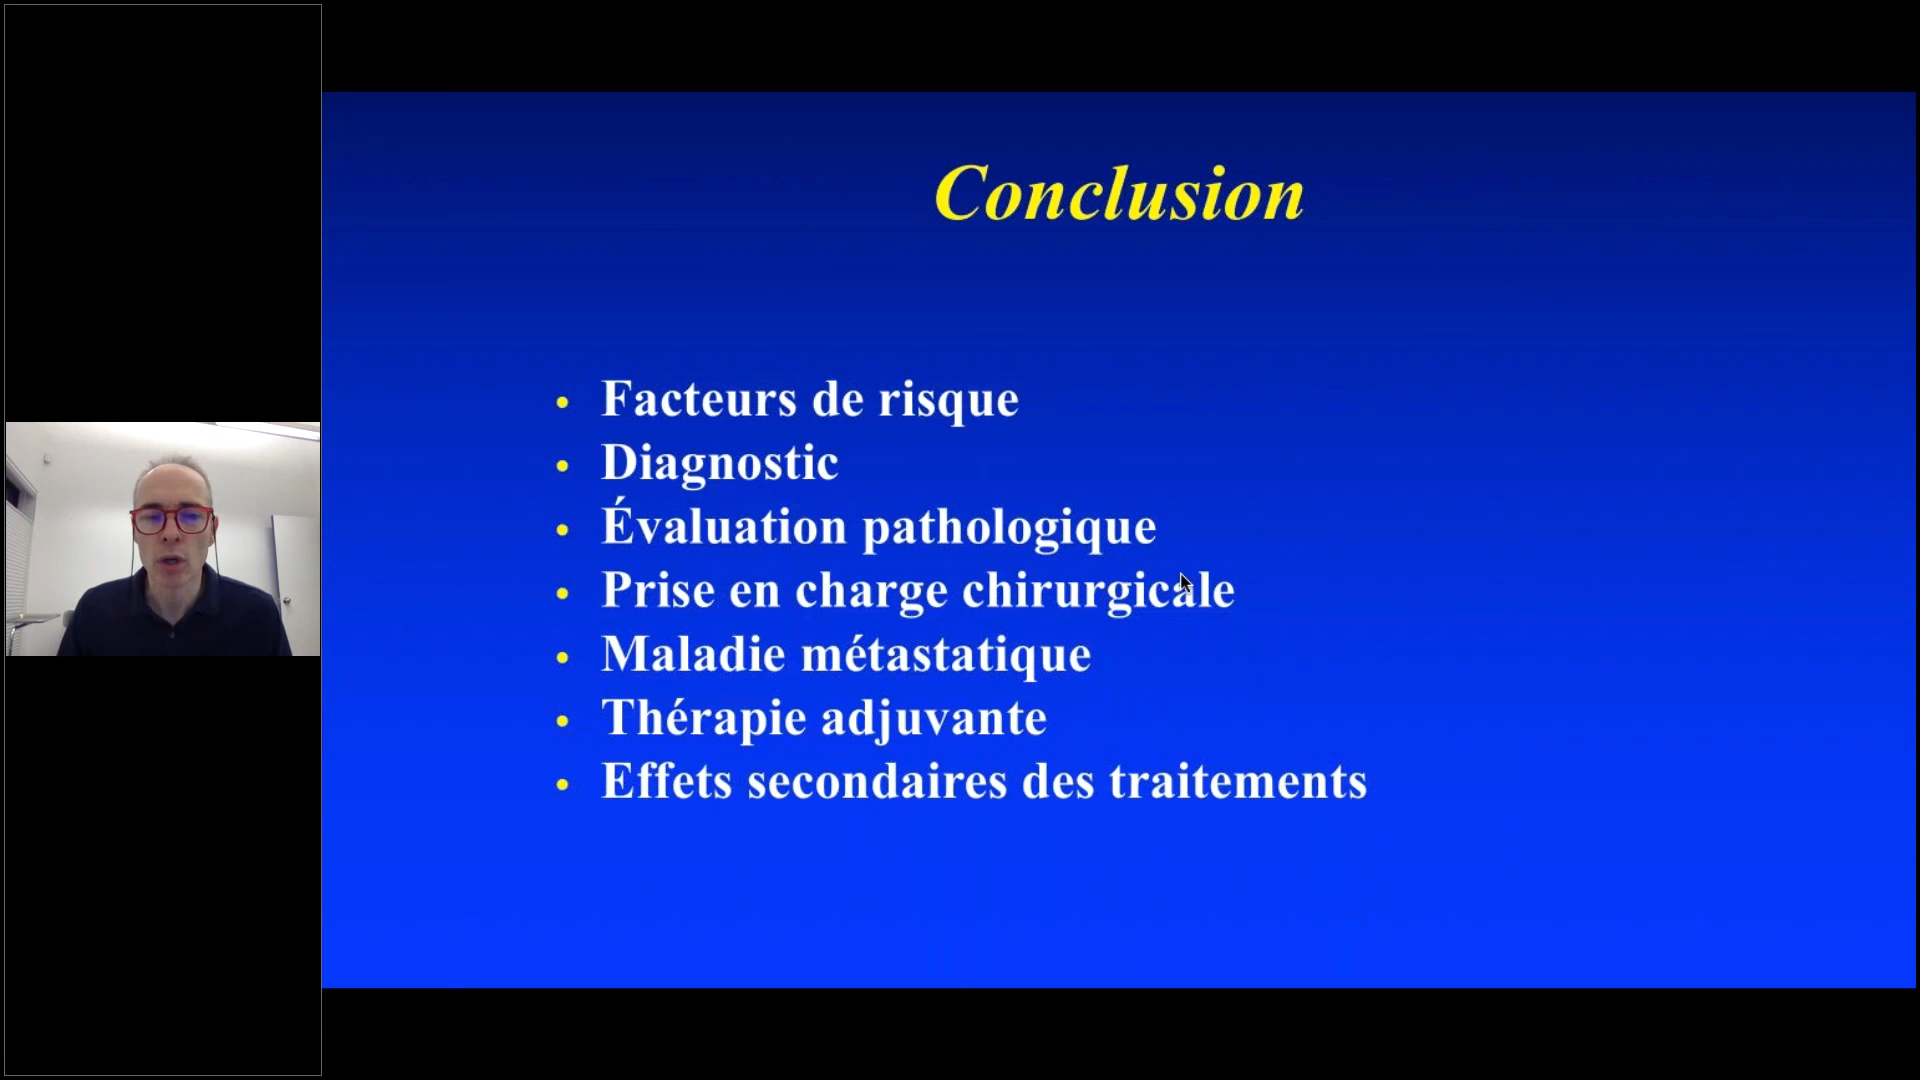 Conclusion
• Facteurs de risque
• Diagnostic
• Évaluation pathologique
• Prise en charge chirurgicale
• Maladie métastatique
• Thérapie adjuvante
• Effets secondaires des traitements